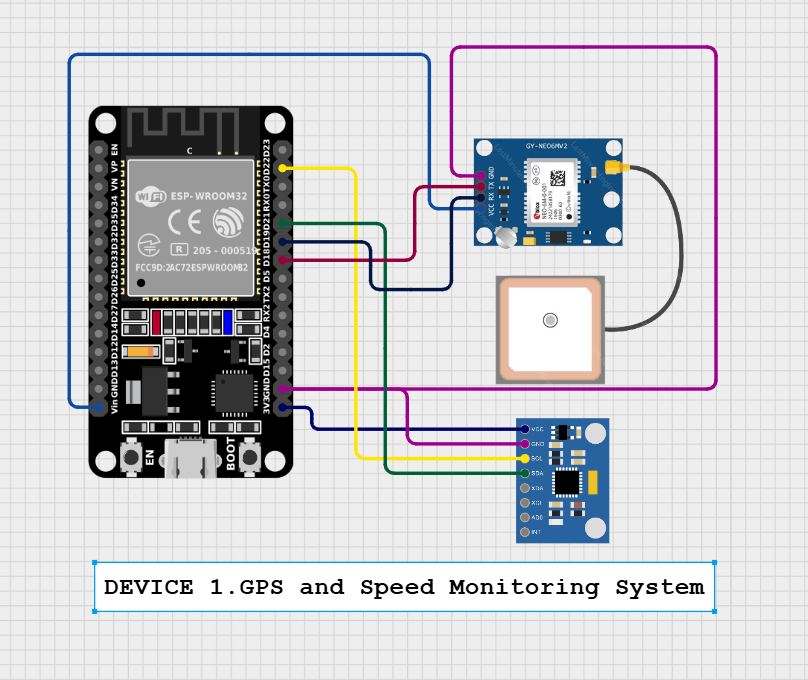 EN
VP
VN
D34
D35
D32
D33
D25
D26
D27
D14
D12
D13
GND
Vin
C
WiFi
ESP-WROOM32
CE
R 205 - 000519
FCC9D:2AC72ESPWROOMB2
D23
D22
TX0
RX0
D21
D19
D18
D5
TX2
RX2
D4
D2
D15
GND
3V3
EN
BOOT
GY-NEO6MV2
GND
TX
RX
VCC
VCC
GND
SCL
SDA
XDA
XCL
AD0
INT
DEVICE 1.GPS and Speed Monitoring System